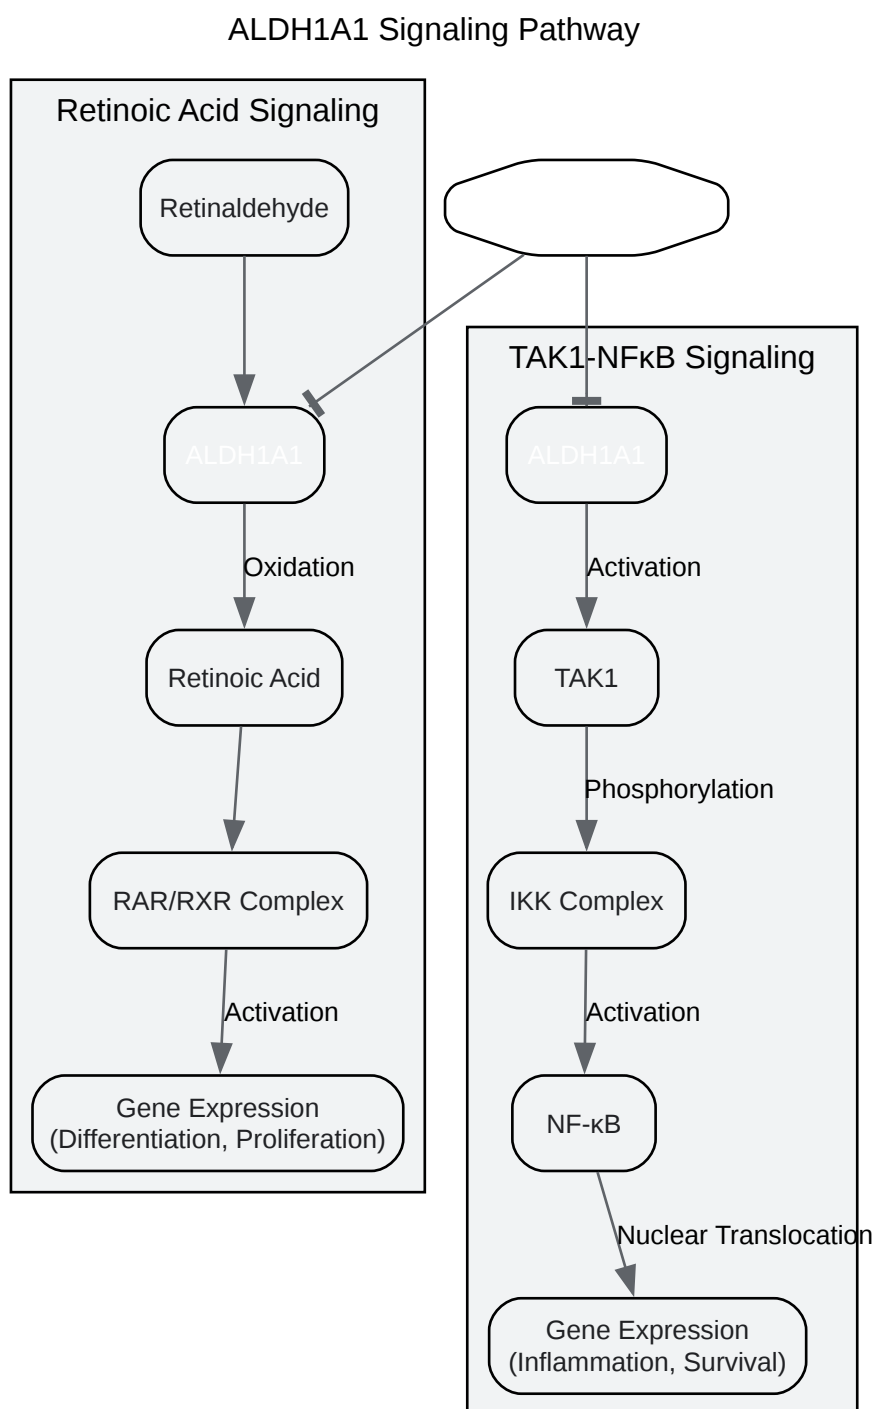 ALDH1A1 Signaling Pathway
Retinoic Acid Signaling
Retinaldehyde
ALDH1A1
Oxidation
Retinoic Acid
RAR/RXR Complex
Activation
Gene Expression
(Differentiation, Proliferation)
TAK1-NFκB Signaling
ALDH1A1
Activation
TAK1
Phosphorylation
IKK Complex
Activation
NF-κB
Nuclear Translocation
Gene Expression
(Inflammation, Survival)